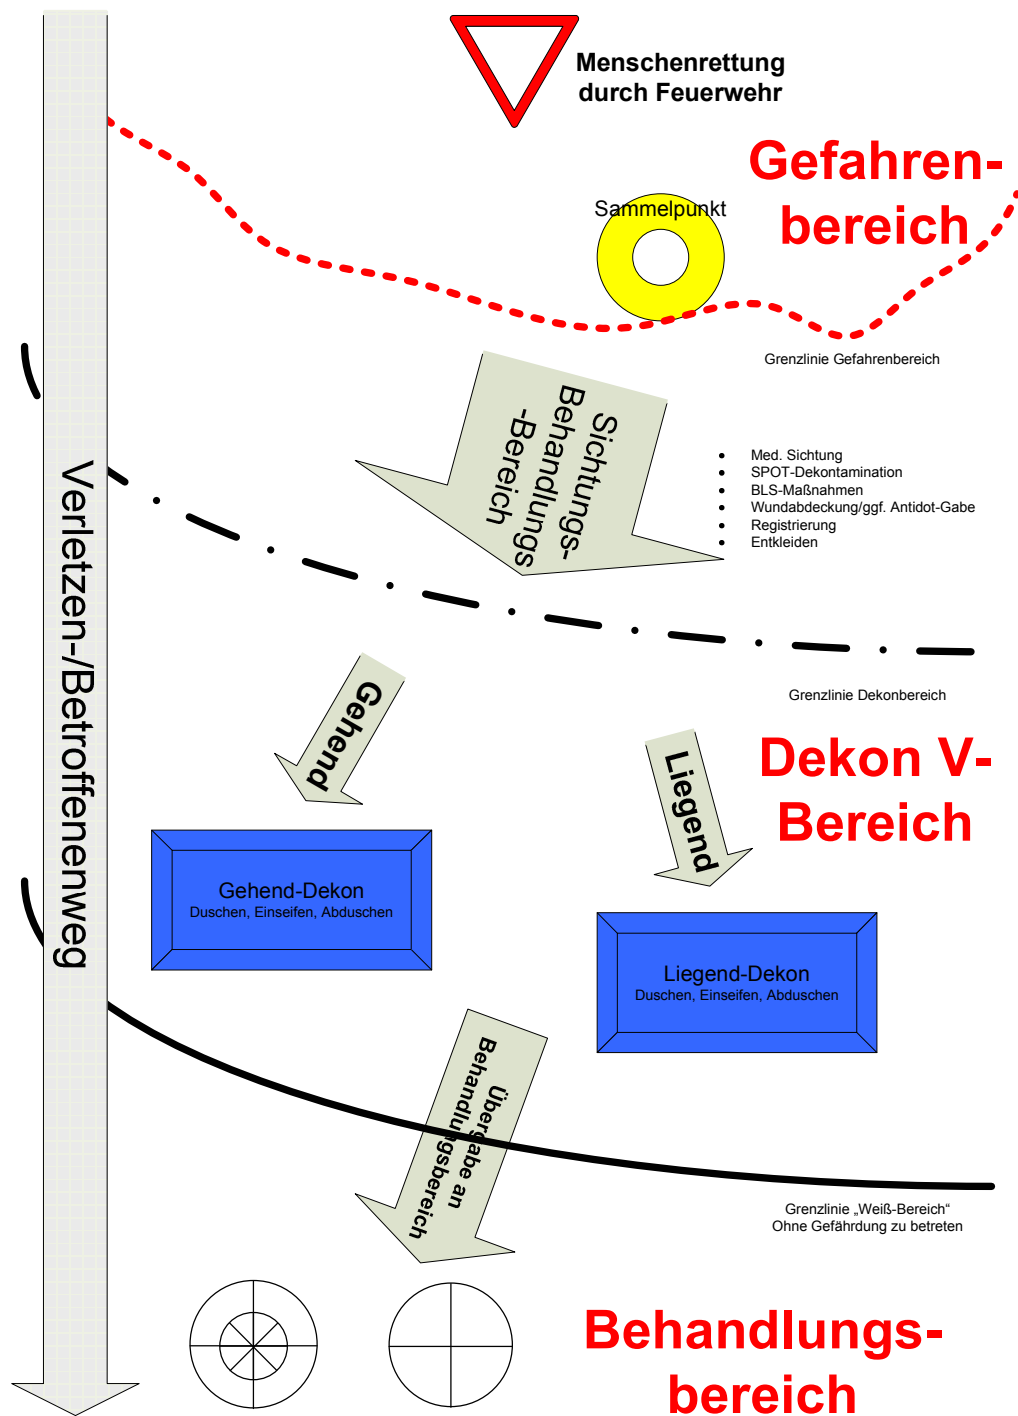 Menschenrettung
durch Feuerwehr
Gefahren-
bereich
Sammelpunkt
Grenzlinie Gefahrenbereich
Sichtungs-
Behandlungs
-Bereich
• Med. Sichtung
• SPOT-Dekontamination
• BLS-Maßnahmen
• Wundabdeckung/ggf. Antidot-Gabe
• Registrierung
• Entkleiden
Verletzen-/Betroffenenweg
Grenzlinie Dekonbereich
Gehend
Liegend
Dekon V-
Bereich
Gehend-Dekon
Duschen, Einseifen, Abduschen
Liegend-Dekon
Duschen, Einseifen, Abduschen
Übergabe an
Behandlungsbereich
Grenzlinie „Weiß-Bereich“
Ohne Gefährdung zu betreten
Behandlungs-
bereich